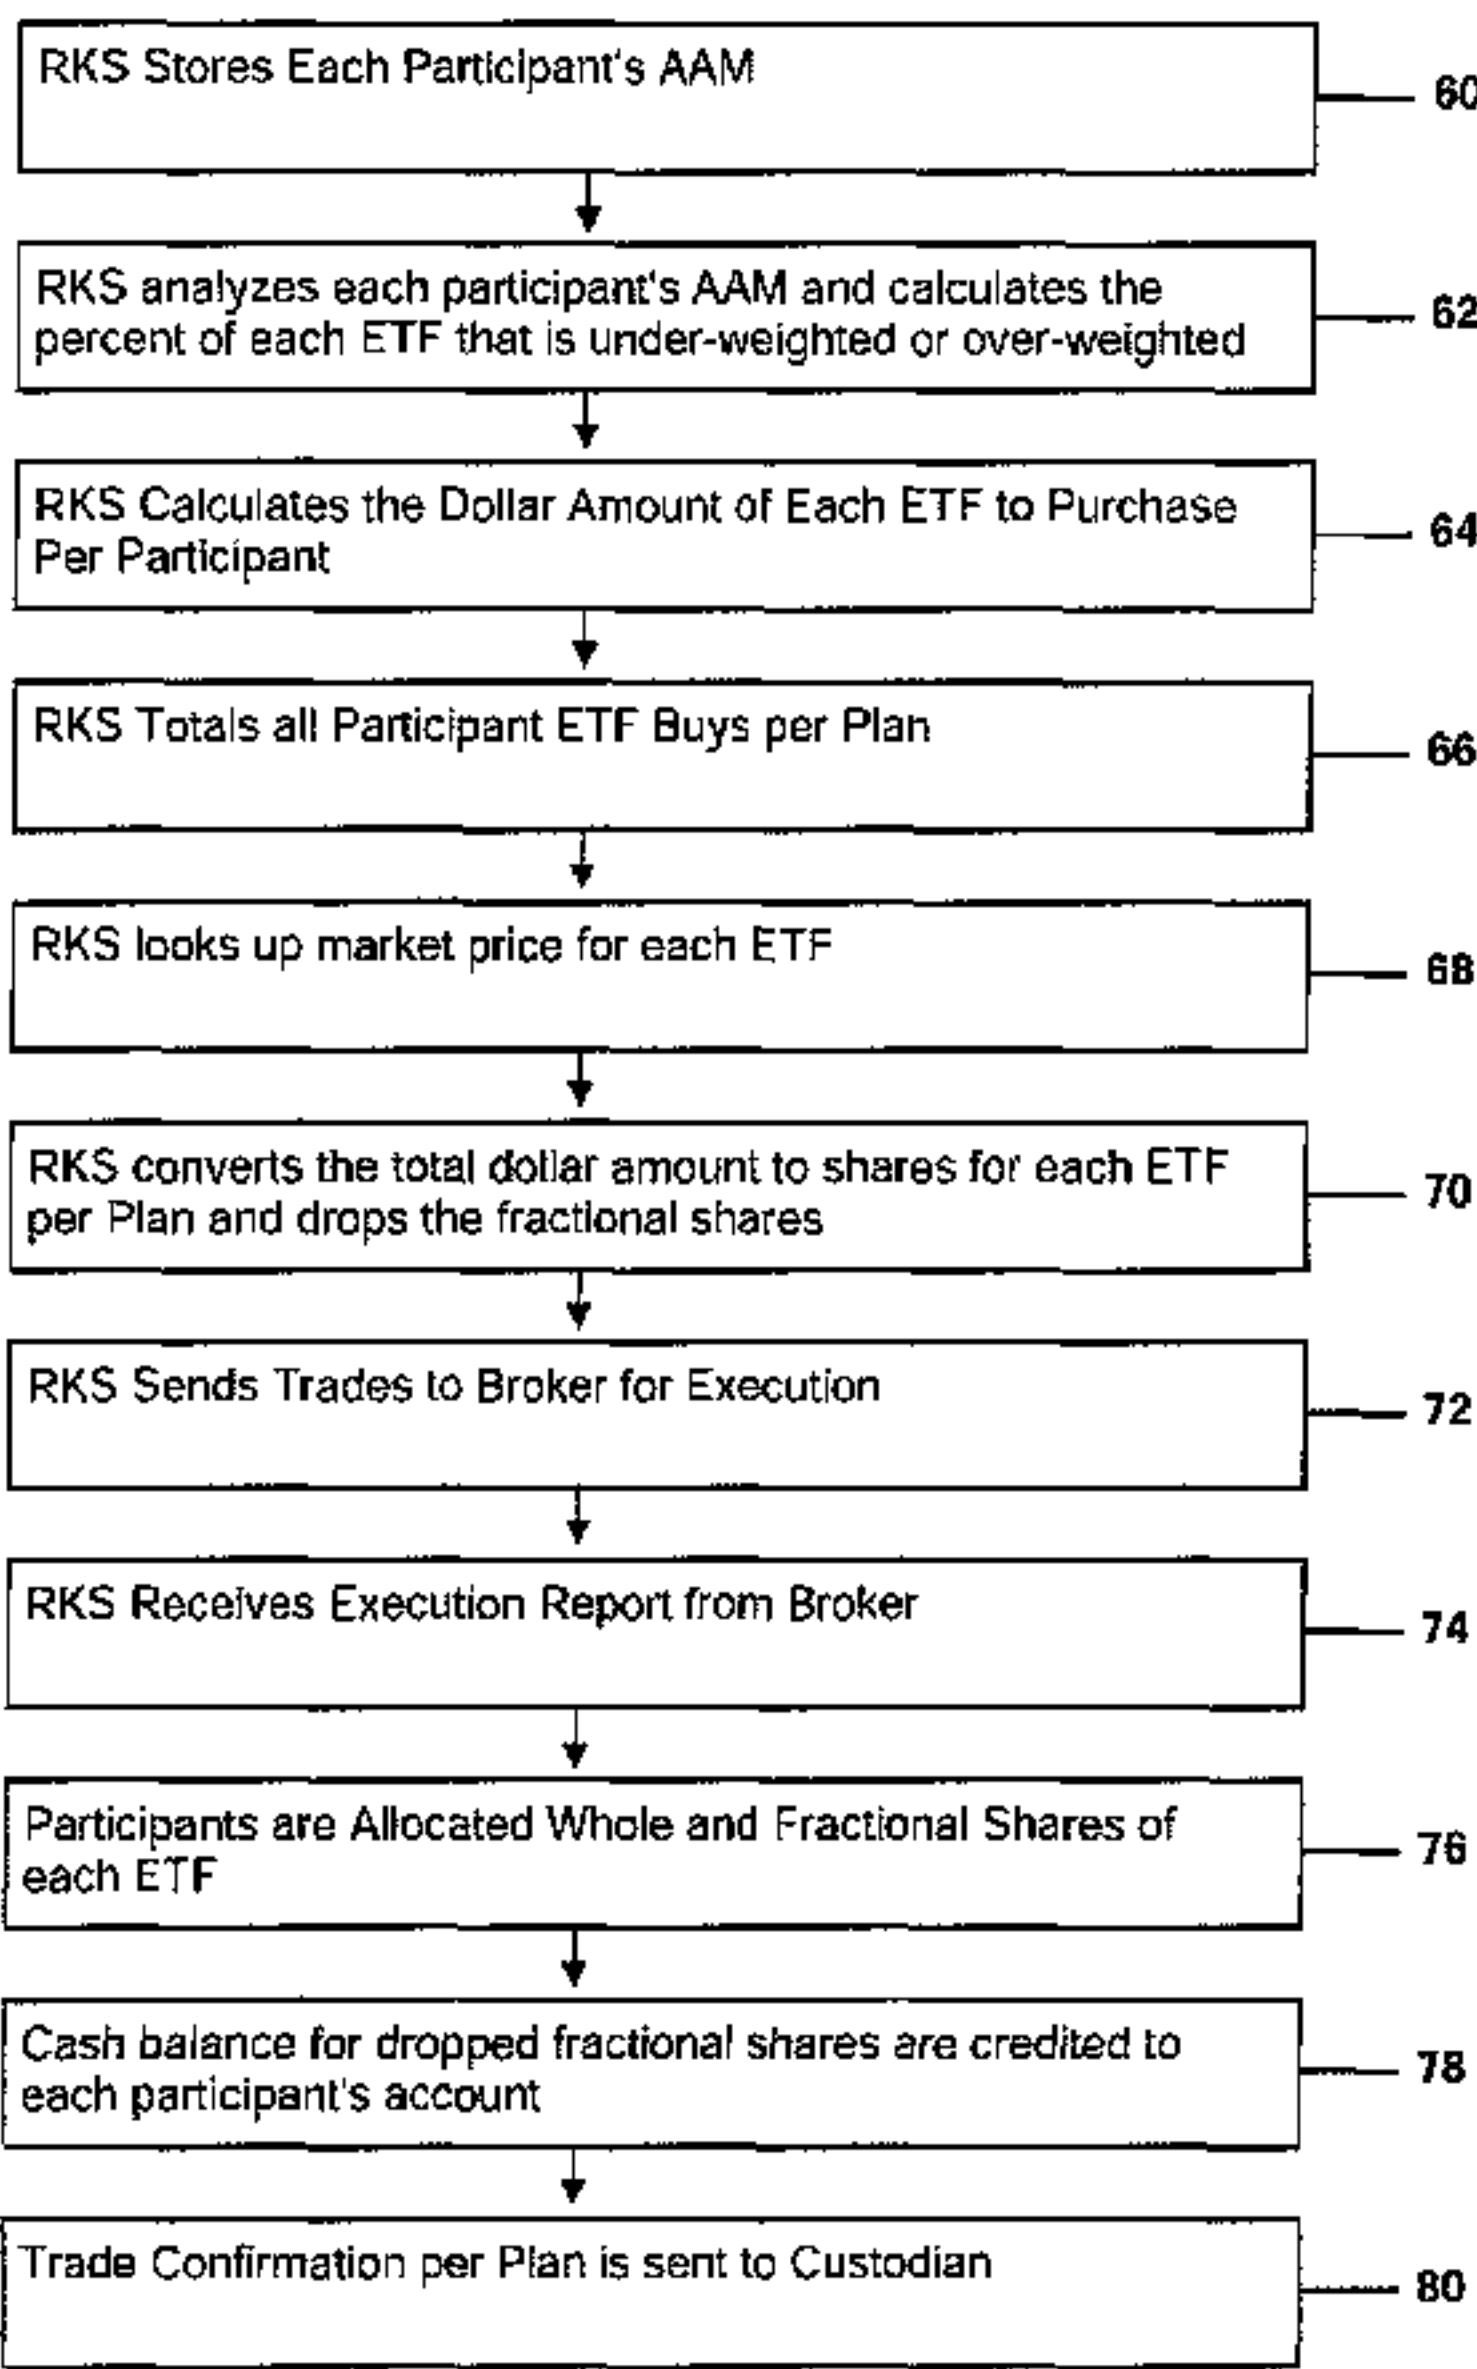 RKS Stores Each Participant's AAM
60
RKS analyzes each participant's AAM and calculates the
percent of each ETF that is under-weighted or over-weighted
62
RKS Calculates the Dollar Amount of Each ETF to Purchase
Per Participant
64
RKS Totals all Participant ETF Buys per Plan
66
RKS looks up market price for each ETF
68
RKS converts the total dollar amount to shares for each ETF
per Plan and drops the fractional shares
70
RKS Sends Trades to Broker for Execution
72
RKS Receives Execution Report from Broker
74
Participants are Allocated Whole and Fractional Shares of
each ETF
76
Cash balance for dropped fractional shares are credited to
each participant's account
78
Trade Confirmation per Plan is sent to Custodian
80